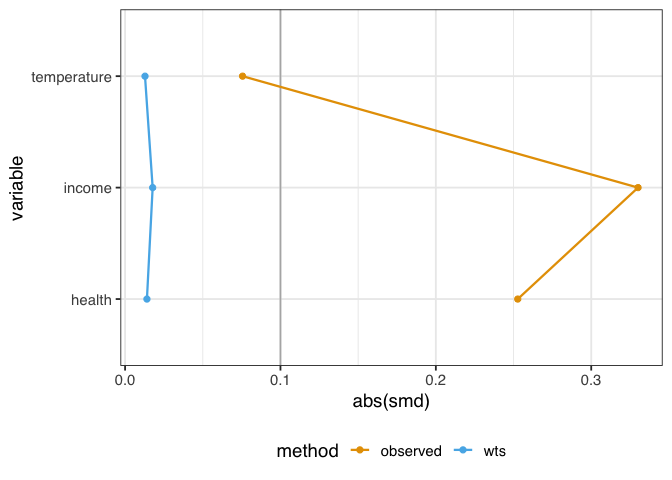 variable
temperature
income
health
0.0 0.1 0.2 0.3
abs(smd)
method observed wts